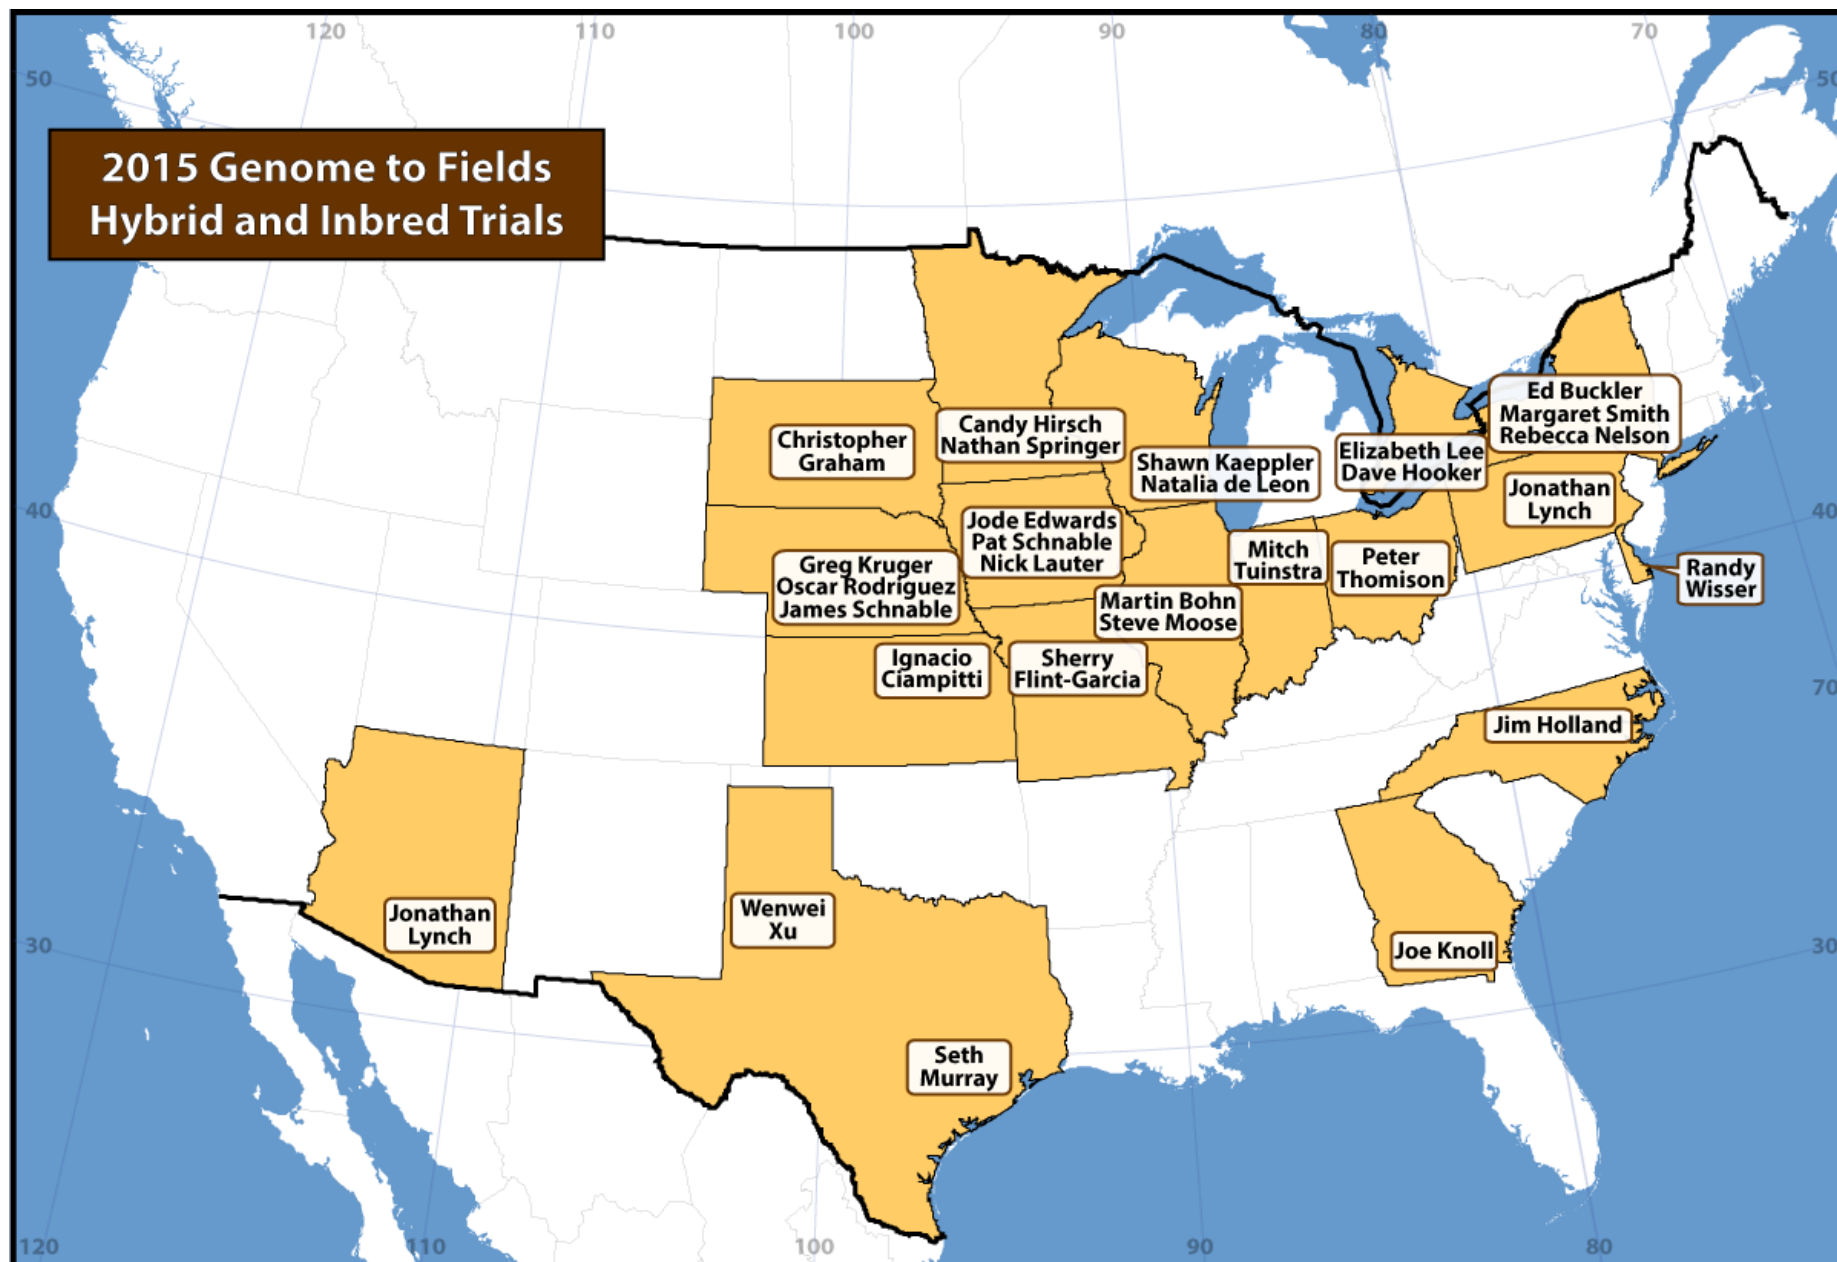 120
110
100
90
80
70
50
50
2015 Genome to Fields
Hybrid and Inbred Trials
Ed Buckler
Margaret Smith
Rebecca Nelson
Candy Hirsch
Nathan Springer
Christopher
Graham
Elizabeth Lee
Dave Hooker
Shawn Kaeppler
Natalia de Leon
Jonathan
Lynch
40
40
Jode Edwards
Pat Schnable
Nick Lauter
Mitch
Tuinstra
Peter
Thomison
Greg Kruger
Oscar Rodriguez
James Schnable
Randy
Wisser
Martin Bohn
Steve Moose
Ignacio
Ciampitti
Sherry
Flint-Garcia
70
Jim Holland
Jonathan
Lynch
Wenwei
Xu
Joe Knoll
30
30
Seth
Murray
120
110
100
90
80